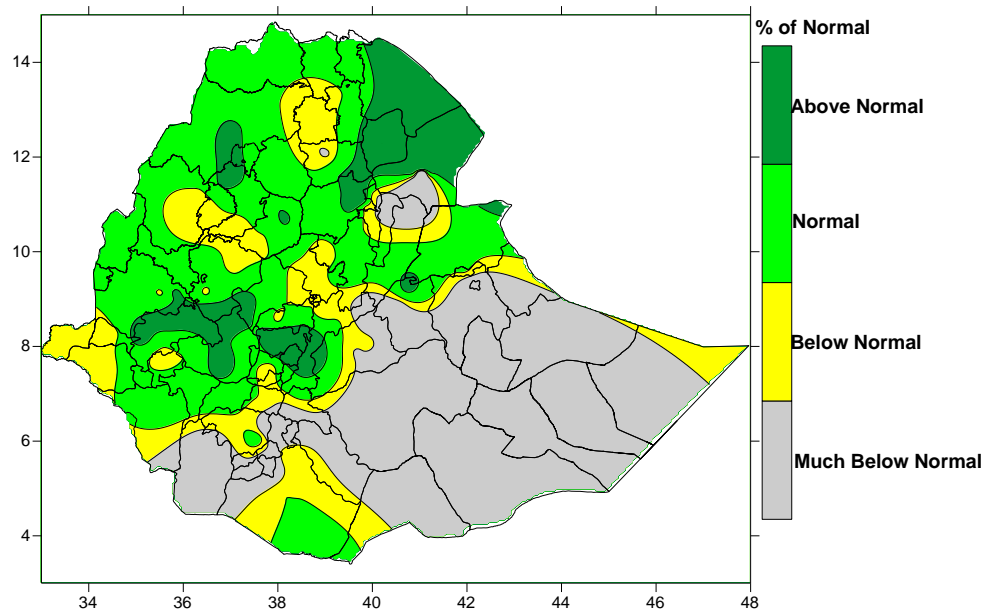 % of Normal
14
Above Normal
12
Normal
10
8
Below Normal
6
Much Below Normal
4
34 36 38 40 42 44 46 48